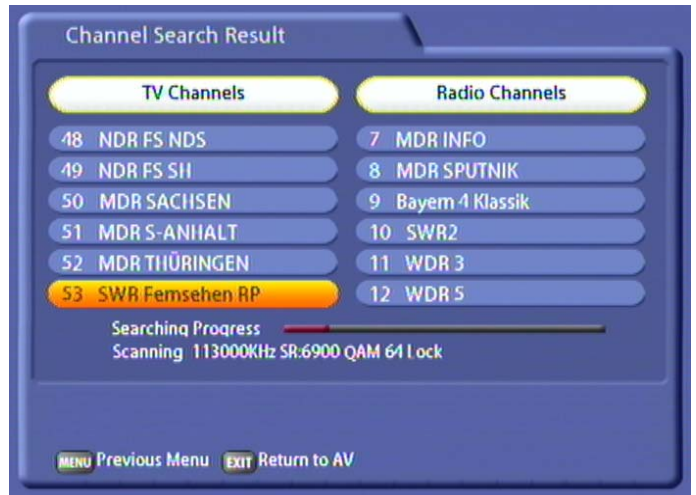 Channel Search Result
TV Channels
48 NDR FS NDS
49 NDR FS SH
50 MDR SACHSEN
51 MDR S-ANHALT
52 MDR THÜRINGEN
53 SWR Fernsehen RP
Radio Channels
7 MDR INFO
8 MDR SPUTNIK
9 Bayern 4 Klassik
10 SWR2
11 WDR 3
12 WDR 5
Searching Progress
Scanning 113000KHz SR:6900 QAM 64 Lock
MENU Previous Menu EXIT Return to AV